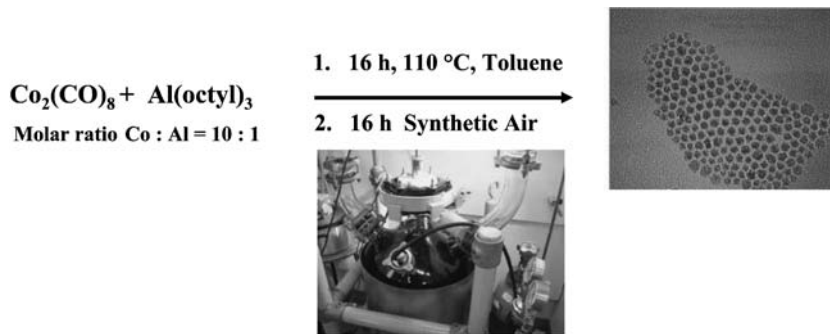 Co₂(CO)₈ + Al(octyl)₃
Molar ratio Co : Al = 10 : 1
1. 16 h, 110 °C, Toluene
2. 16 h Synthetic Air